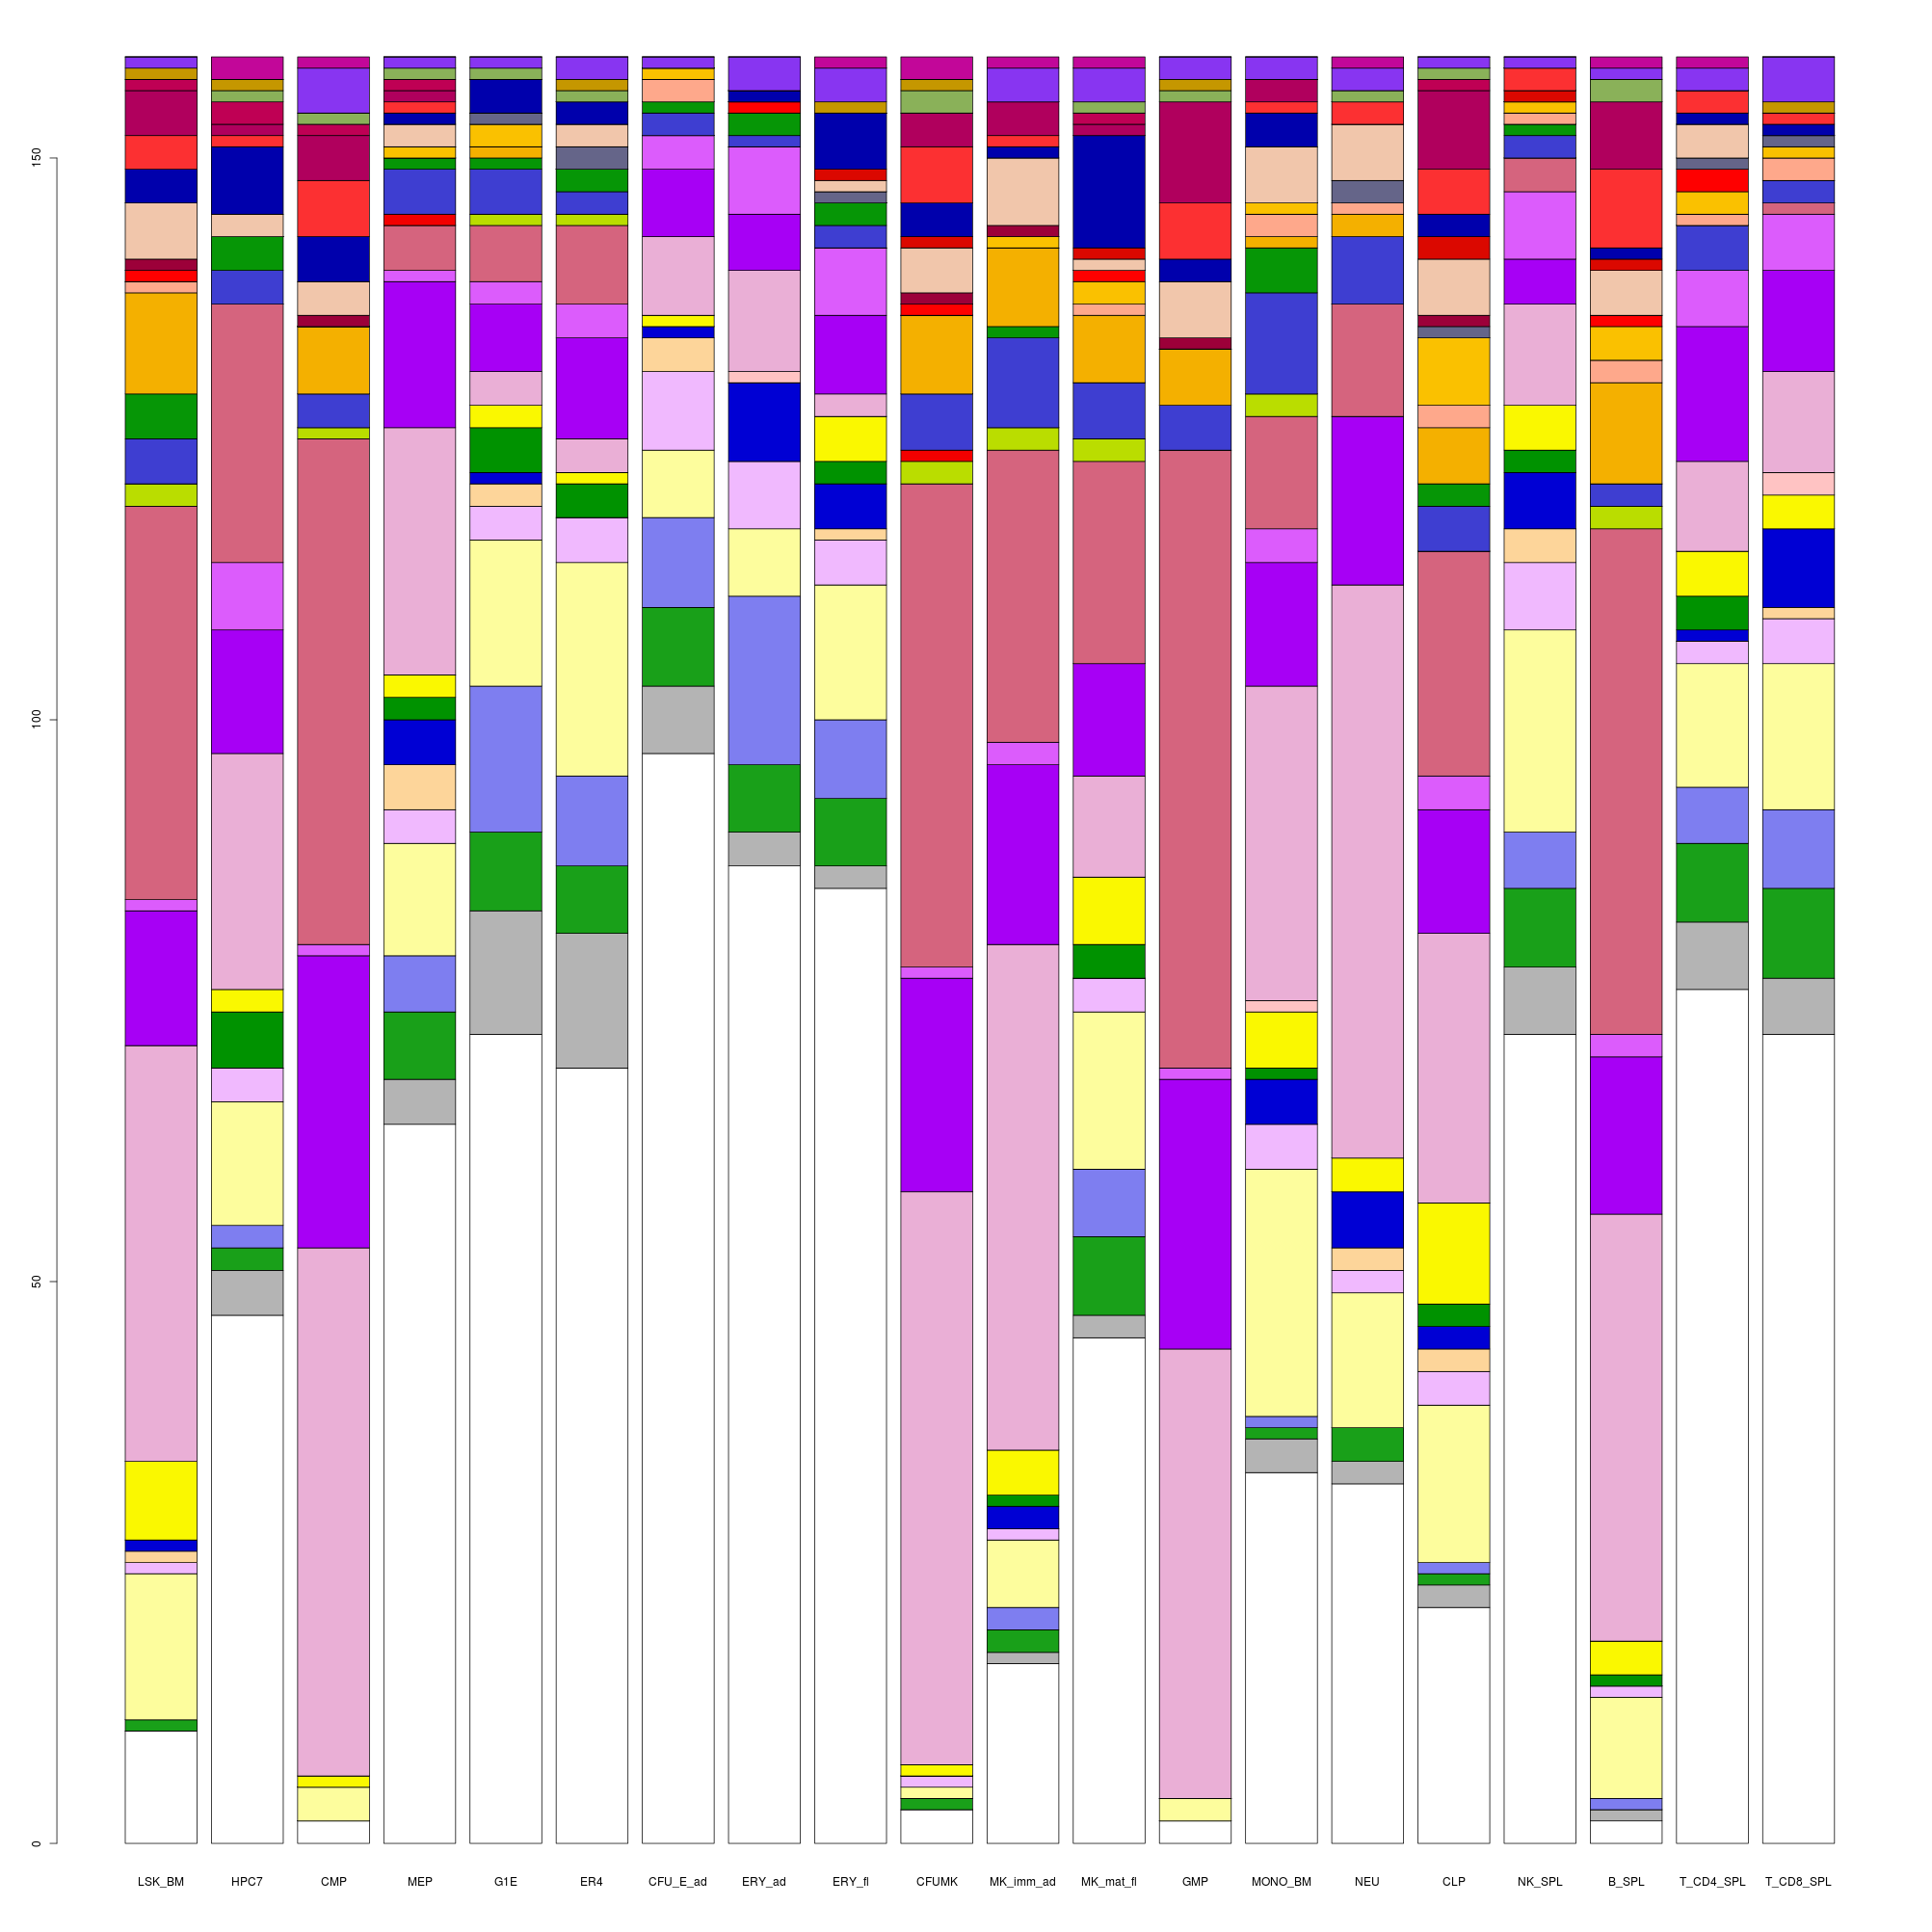 150
100
50
0
LSK_BM HPC7 CMP MEP G1E ER4 CFU_E_ad ERY_ad ERY_fl CFUMK MK_imm_ad MK_mat_fl GMP MONO_BM NEU CLP NK_SPL B_SPL T_CD4_SPL T_CD8_SPL